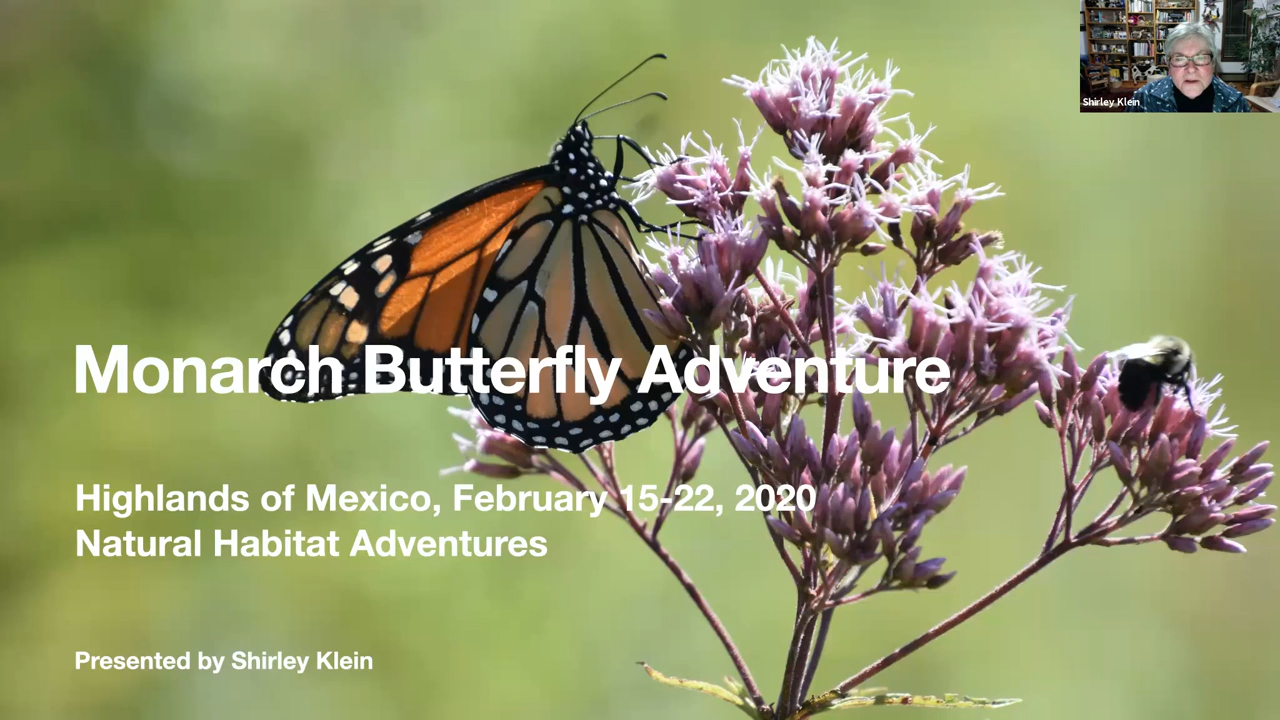 Shirley Klein
Monarch Butterfly Adventure
Highlands of Mexico, February 15-22, 2020
Natural Habitat Adventures
Presented by Shirley Klein